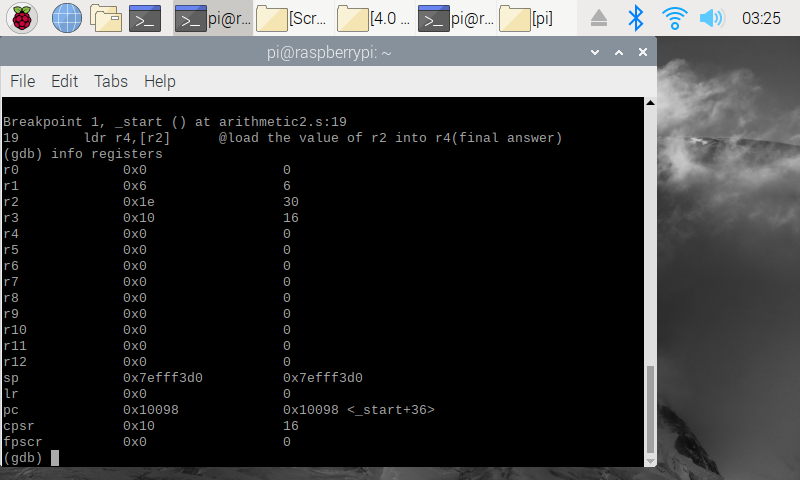 pi@r... [Scr... [4.0 ... pi@r... [pi] 03:25
pi@raspberrypi: ~
File Edit Tabs Help
Breakpoint 1, _start () at arithmetic2.s:19
19        ldr r4,[r2]      @load the value of r2 into r4(final answer)
(gdb) info registers
r0             0x0                 0
r1             0x6                 6
r2             0x1e                30
r3             0x10                16
r4             0x0                 0
r5             0x0                 0
r6             0x0                 0
r7             0x0                 0
r8             0x0                 0
r9             0x0                 0
r10            0x0                 0
r11            0x0                 0
r12            0x0                 0
sp             0x7efff3d0          0x7efff3d0
lr             0x0                 0
pc             0x10098             0x10098 <_start+36>
cpsr           0x10                16
fpscr          0x0                 0
(gdb)